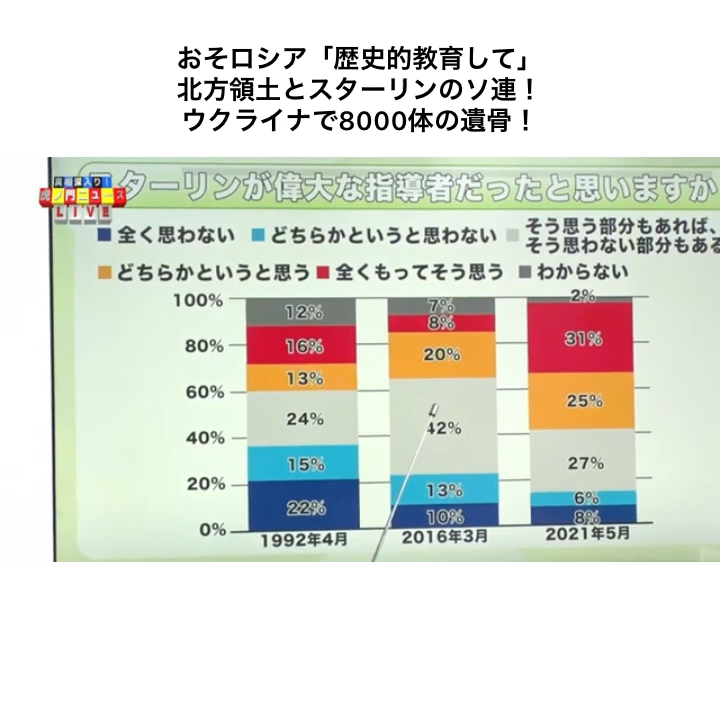 おそロシア「歴史的教育して」
北方領土とスターリンのソ連！
ウクライナで8000体の遺骨！
虎ノ門ニュース
LIVE
ターリンが偉大な指導者だったと思いますか
全く思わない どちらかというと思わない そう思う部分もあれば、
そう思わない部分もある
どちらかというと思う 全くもってそう思う わからない
100%
80%
60%
40%
20%
0%
12%
16%
13%
24%
15%
22%
1992年4月
7%
8%
20%
42%
13%
10%
2016年3月
2%
31%
25%
27%
6%
8%
2021年5月